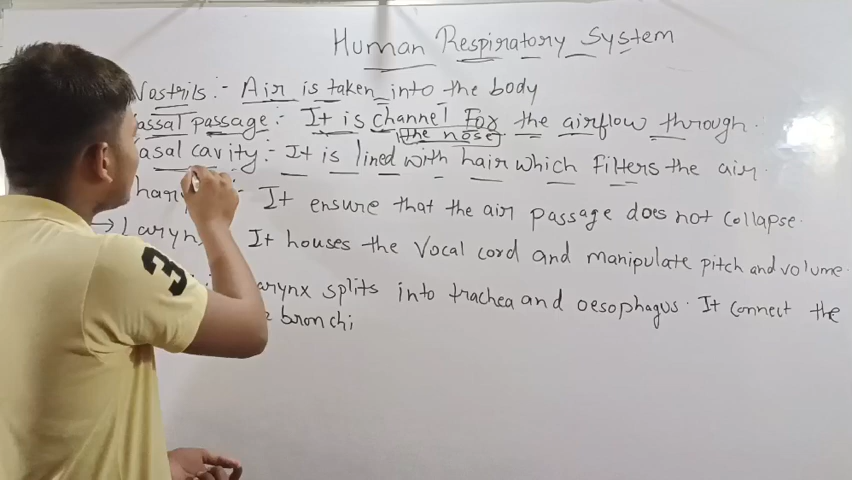 Human Respiratory System
Nostrils:- Air is taken into the body
assal passage:- It is channel For the airflow through.
the nose.
asal cavity:- It is lined with hair which filters the air.
har :- It ensure that the air passage does not collapse.
→ Laryn It houses the vocal cord and manipulate pitch and volume.
arynx splits into trachea and oesophagus. It connect the
bronchi
3